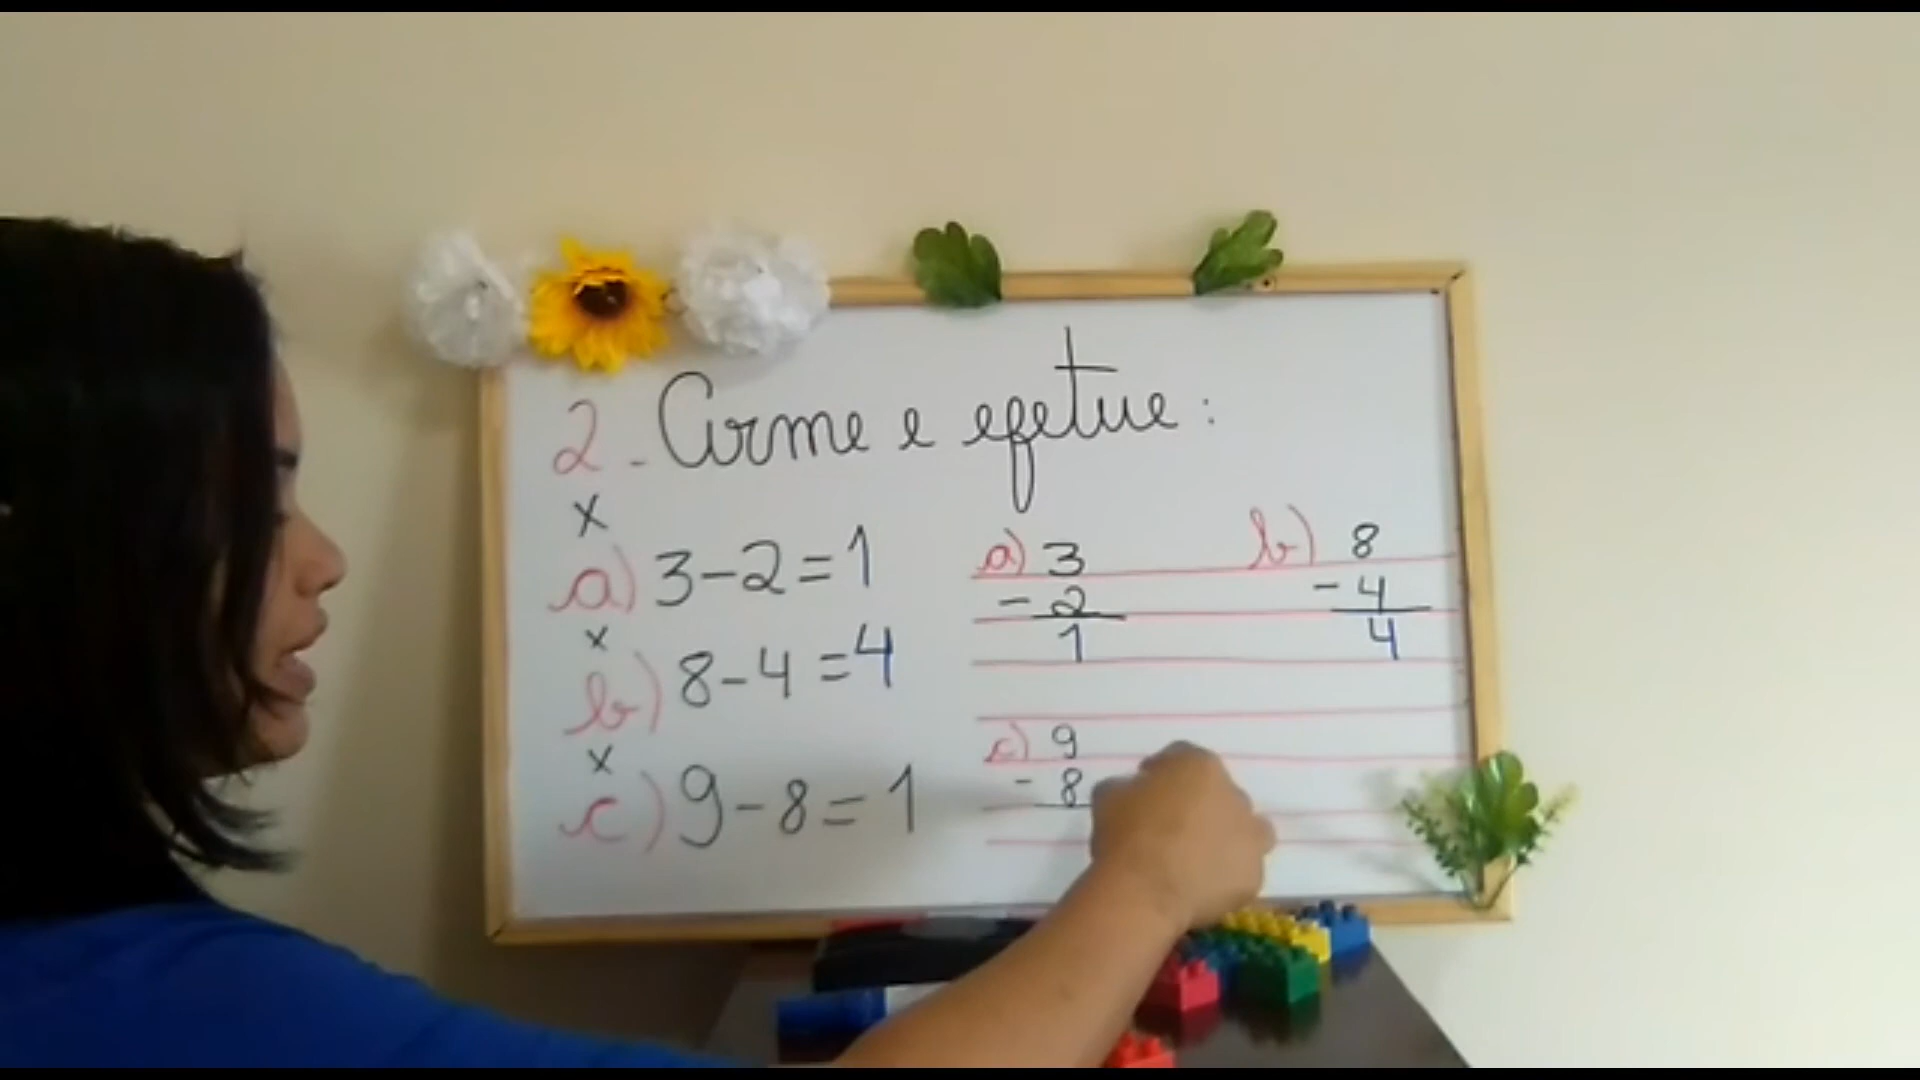 2 - Arme e efetue:
x
a) 3-2=1
x
b) 8-4=4
x
c) 9-8=1
a) 3
- 2
1
b) 8
- 4
4
c) 9
- 8